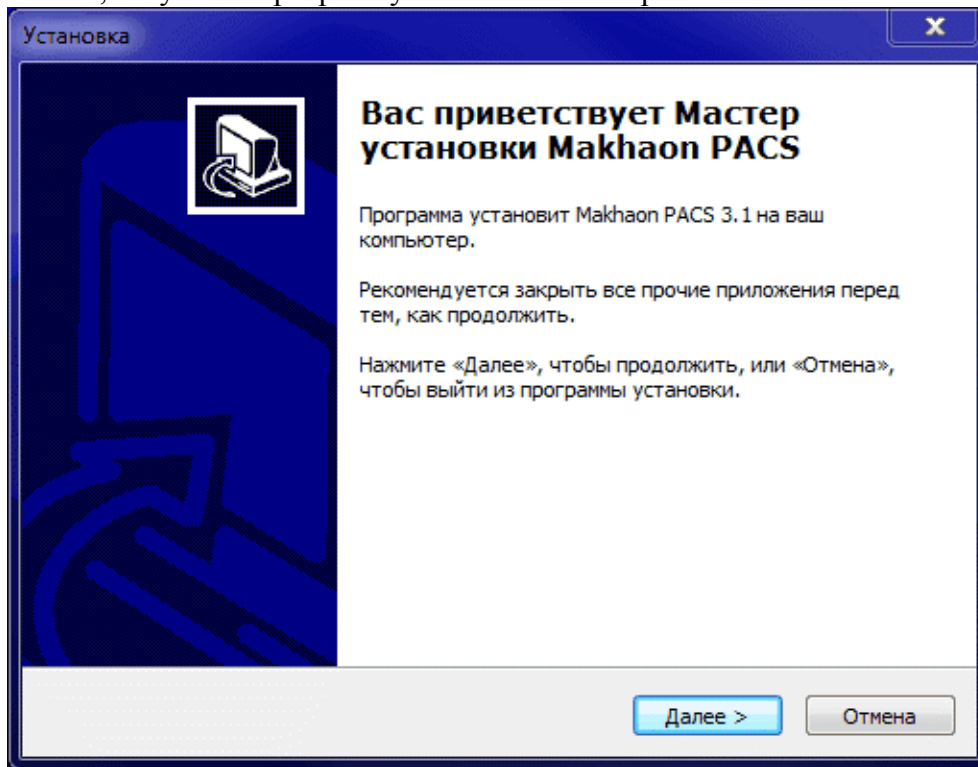 Установка
Вас приветствует Мастер
установки Makhaon PACS
Программа установит Makhaon PACS 3.1 на ваш
компьютер.
Рекомендуется закрыть все прочие приложения перед
тем, как продолжить.
Нажмите «Далее», чтобы продолжить, или «Отмена»,
чтобы выйти из программы установки.
Далее >
Отмена